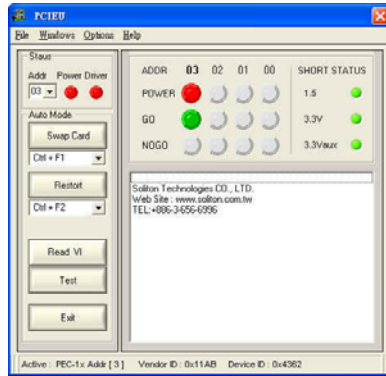 PCIEU
File Windows Options Help
Staus
Addr Power Driver
03
Auto Mode
Swap Card
Ctrl + F1
Restort
Ctrl + F2
Read VI
Test
Exit
ADDR 03 02 01 00 SHORT STATUS
POWER 1.5
GO 3.3V
NOGO 3.3Vaux
Soliton Technologies CO., LTD.
Web Site : www.soliton.com.tw
TEL:+886-3-656-6996
Active : PEC-1x Addr [ 3 ] Vendor ID : 0x11AB Device ID : 0x4362